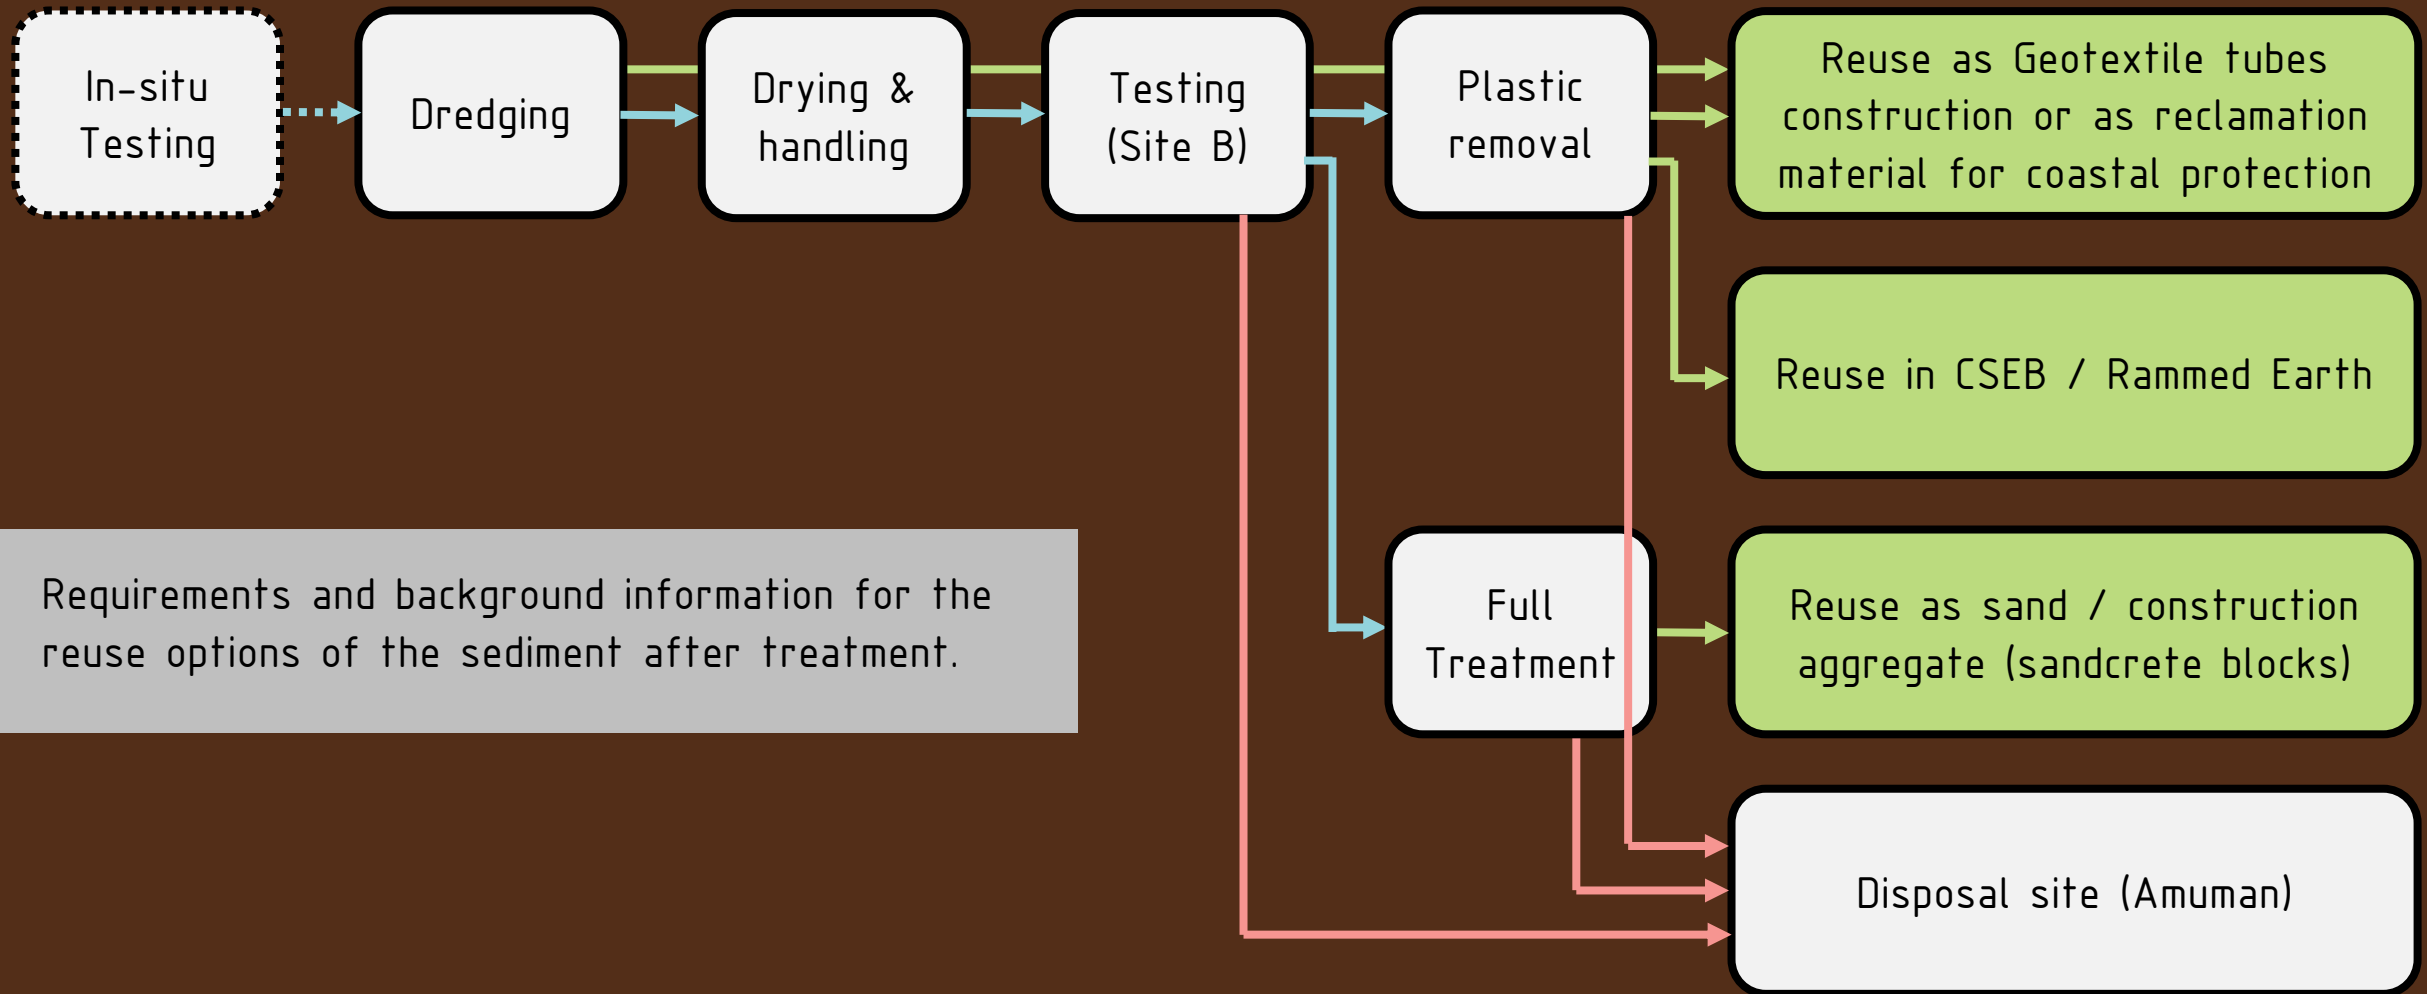 In-situ
Testing
Dredging
Drying &
handling
Testing
(Site B)
Plastic
removal
Reuse as Geotextile tubes
construction or as reclamation
material for coastal protection
Reuse in CSEB / Rammed Earth
Requirements and background information for the
reuse options of the sediment after treatment.
Full
Treatment
Reuse as sand / construction
aggregate (sandcrete blocks)
Disposal site (Amuman)